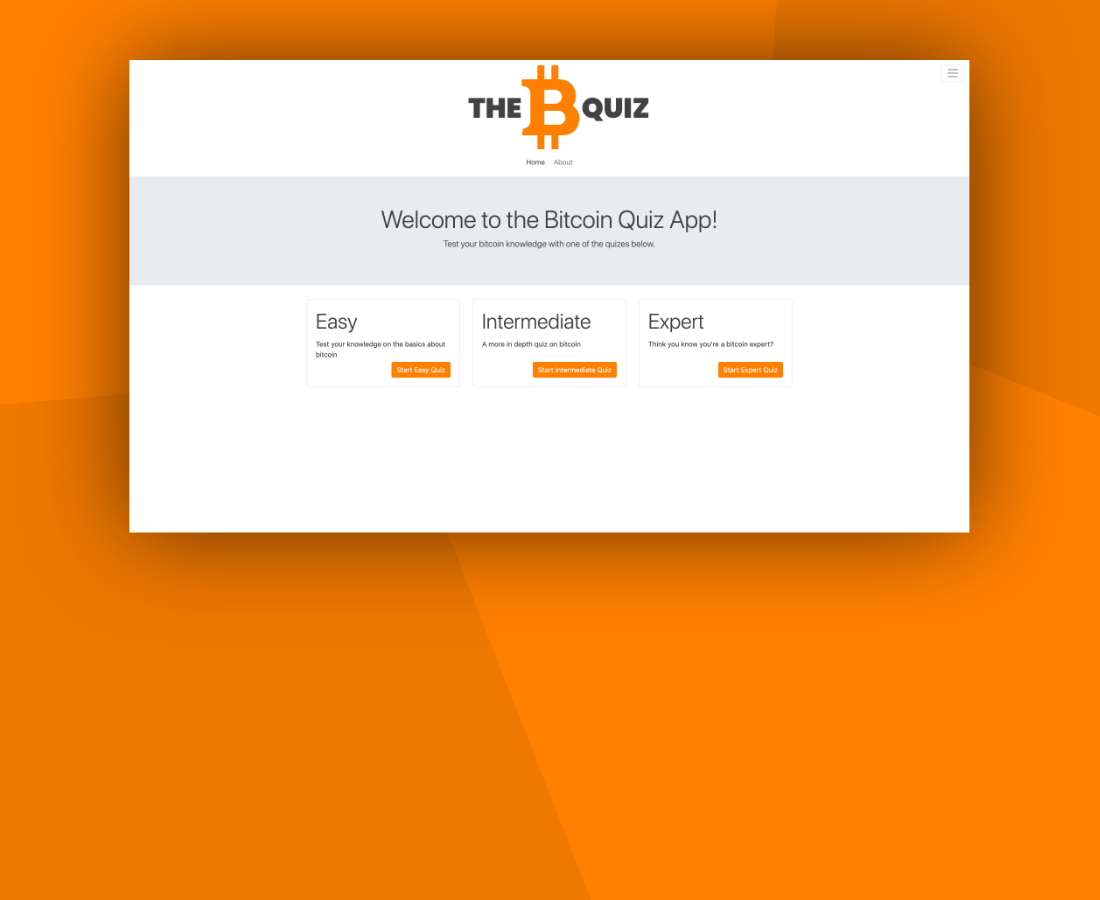 THE B QUIZ
Home About
Welcome to the Bitcoin Quiz App!
Test your bitcoin knowledge with one of the quizes below.
Easy
Test your knowledge on the basics about
bitcoin
Start Easy Quiz
Intermediate
A more in depth quiz on bitcoin
Start Intermediate Quiz
Expert
Think you know you're a bitcoin expert?
Start Expert Quiz